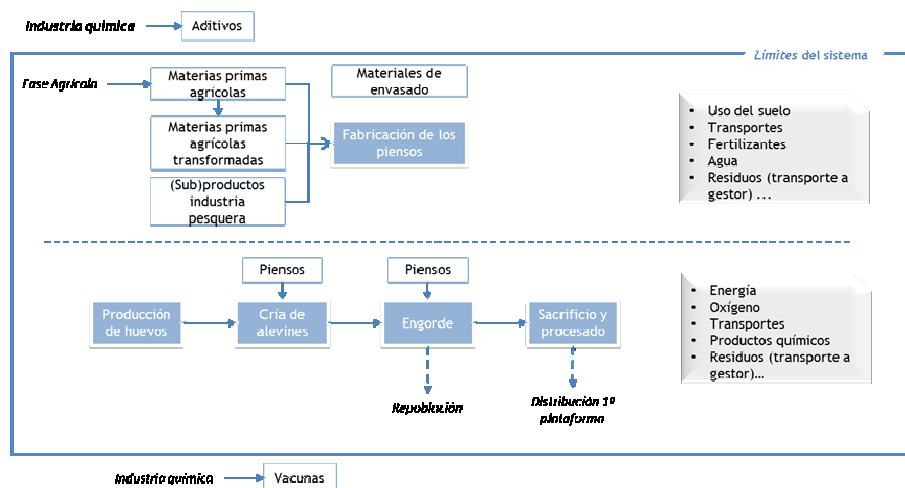 Industria química
Aditivos
Límites del sistema
Fase Agrícola
Materias primas
agrícolas
Materiales de
envasado
Materias primas
agrícolas
transformadas
Fabricación de los
piensos
(Sub)productos
industria
pesquera
• Uso del suelo
• Transportes
• Fertilizantes
• Agua
• Residuos (transporte a
gestor) ...
Piensos
Piensos
Producción
de huevos
Cría de
alevines
Engorde
Sacrificio y
procesado
• Energía
• Oxígeno
• Transportes
• Productos químicos
• Residuos (transporte a
gestor)…
Repoblación
Distribución 1ª
plataforma
Industria química
Vacunas